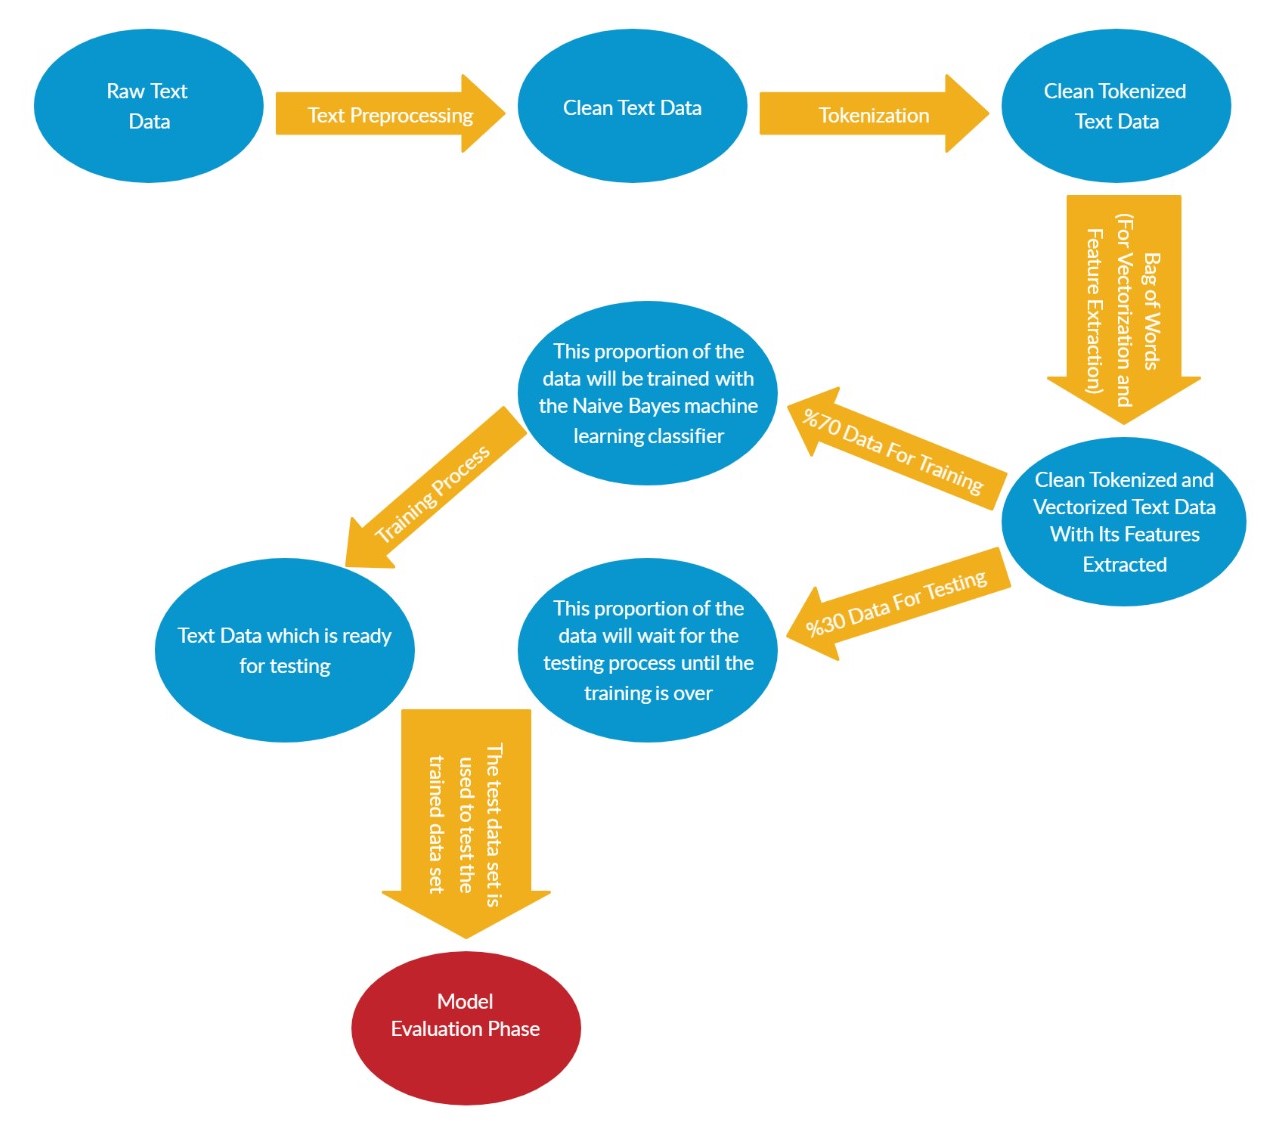 Raw Text
Data
Text Preprocessing
Clean Text Data
Tokenization
Clean Tokenized
Text Data
Bag of Words
(For Vectorization and
Feature Extraction)
Clean Tokenized and
Vectorized Text Data
With Its Features
Extracted
%70 Data For Training
This proportion of the
data will be trained with
the Naive Bayes machine
learning classifier
Training Process
Text Data which is ready
for testing
%30 Data For Testing
This proportion of the
data will wait for the
testing process until the
training is over
The test data set is
used to test the
trained data set
Model
Evaluation Phase